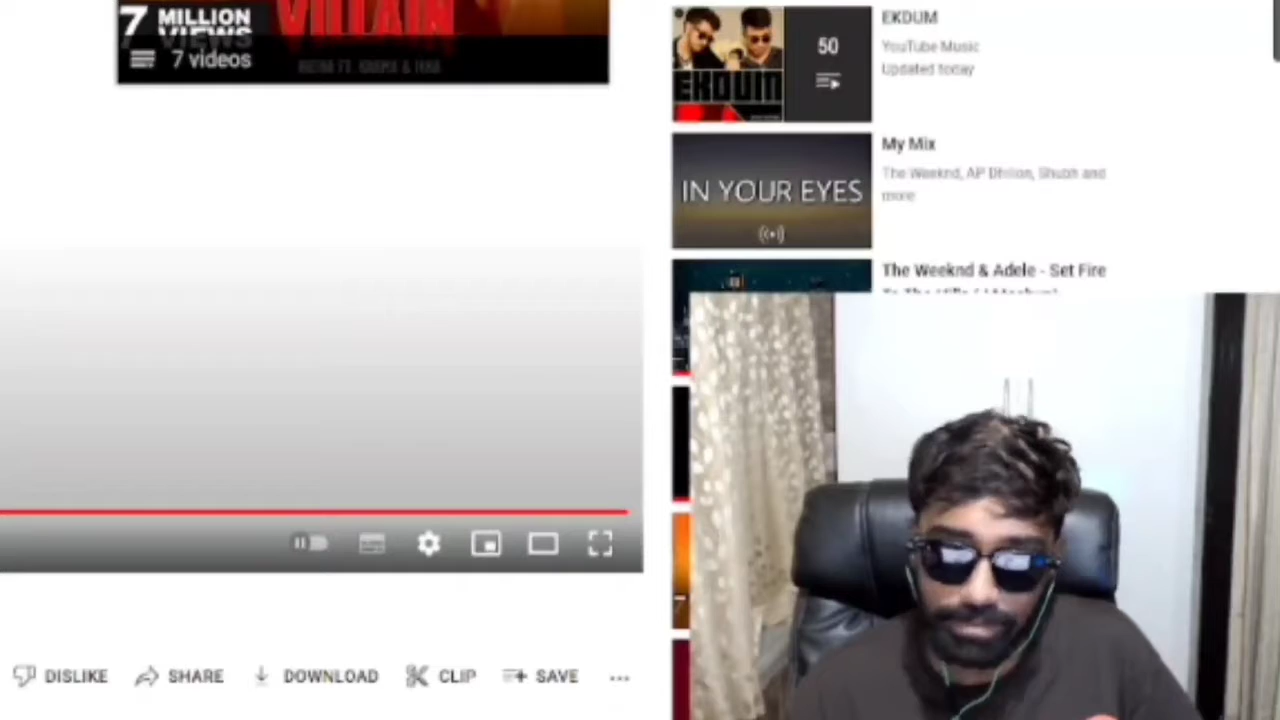 7 MILLION
VIEWS
VILLAIN
7 videos
EKDUM
50
EKDUM
YouTube Music
Updated today
IN YOUR EYES
My Mix
The Weeknd, AP Dhillon, Shubh and
more
The Weeknd & Adele - Set Fire
DISLIKE
SHARE
DOWNLOAD
CLIP
SAVE